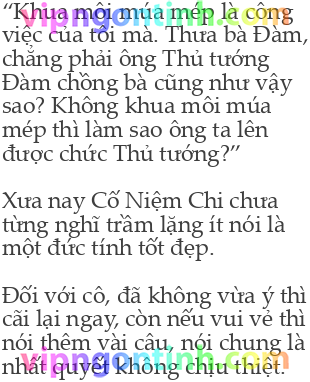 “Khua môi múa mép là công
việc của tôi mà. Thưa bà Đàm,
chẳng phải ông Thủ tướng
Đàm chồng bà cũng như vậy
sao? Không khua môi múa
mép thì làm sao ông ta lên
được chức Thủ tướng?”
Xưa nay Cố Niệm Chi chưa
từng nghĩ trầm lặng ít nói là
một đức tính tốt đẹp.
Đối với cô, đã không vừa ý thì
cãi lại ngay, còn nếu vui vẻ thì
nói thêm vài câu, nói chung là
nhất quyết không chịu thiệt.
vipngontinh.com
vipngontinh.com